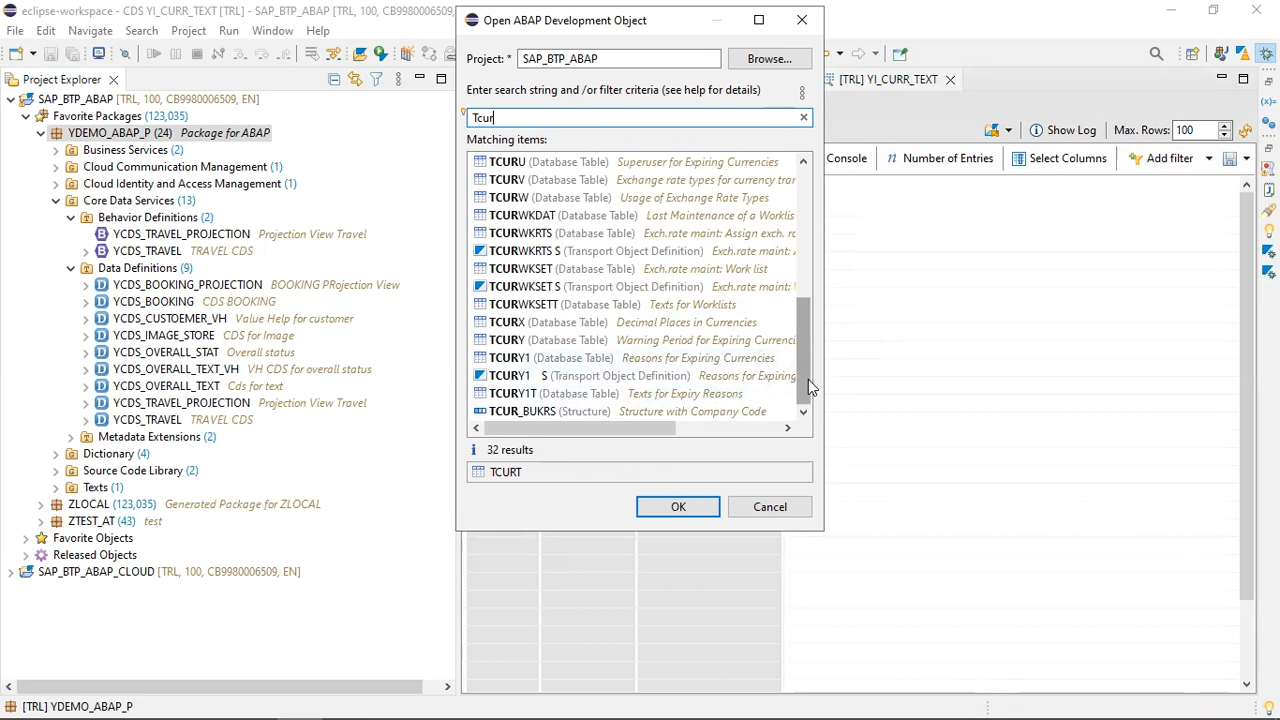 eclipse-workspace - CDS YI_CURR_TEXT [TRL] - SAP_BTP_ABAP
File Edit Navigate Search Project Run Window Help
Project Explorer
SAP_BTP_ABAP [TRL, 100, CB9980006509, EN]
Favorite Packages (123,035)
YDEMO_ABAP_P (24) Package for ABAP
Business Services (2)
Cloud Communication Management (1)
Cloud Identity and Access Management (1)
Core Data Services (13)
Behavior Definitions (2)
YCDS_TRAVEL_PROJECTION Projection View Travel
YCDS_TRAVEL TRAVEL CDS
Data Definitions (9)
YCDS_BOOKING_PROJECTION BOOKING PRojection View
YCDS_BOOKING CDS BOOKING
YCDS_CUSTOEMER_VH Value Help for customer
YCDS_IMAGE_STORE CDS for Image
YCDS_OVERALL_STAT Overall status
YCDS_OVERALL_TEXT_VH VH CDS for overall status
YCDS_OVERALL_TEXT Cds for text
YCDS_TRAVEL_PROJECTION Projection View Travel
YCDS_TRAVEL TRAVEL CDS
Metadata Extensions (2)
Dictionary (4)
Source Code Library (2)
Texts (1)
ZLOCAL (123,035) Generated Package for ZLOCAL
ZTEST_AT (43) test
Favorite Objects
Released Objects
SAP_BTP_ABAP_CLOUD [TRL, 100, CB9980006509, EN]
[TRL] YDEMO_ABAP_P
Open ABAP Development Object
Project: * SAP_BTP_ABAP Browse...
Enter search string and /or filter criteria (see help for details)
Tcur
Matching items:
TCURU (Database Table) Superuser for Expiring Currencies
TCURV (Database Table) Exchange rate types for currency tran
TCURW (Database Table) Usage of Exchange Rate Types
TCURWKDAT (Database Table) Last Maintenance of a Worklis
TCURWKRTS (Database Table) Exch.rate maint: Assign exch. ra
TCURWKRTS S (Transport Object Definition) Exch.rate maint: A
TCURWKSET (Database Table) Exch.rate maint: Work list
TCURWKSET S (Transport Object Definition) Exch.rate maint: W
TCURWKSETT (Database Table) Texts for Worklists
TCURX (Database Table) Decimal Places in Currencies
TCURY (Database Table) Warning Period for Expiring Currenci
TCURY1 (Database Table) Reasons for Expiring Currencies
TCURY1 S (Transport Object Definition) Reasons for Expiring
TCURY1T (Database Table) Texts for Expiry Reasons
TCUR_BUKRS (Structure) Structure with Company Code
32 results
TCURT
OK Cancel
[TRL] YI_CURR_TEXT
Show Log Max. Rows: 100
Console Number of Entries Select Columns Add filter